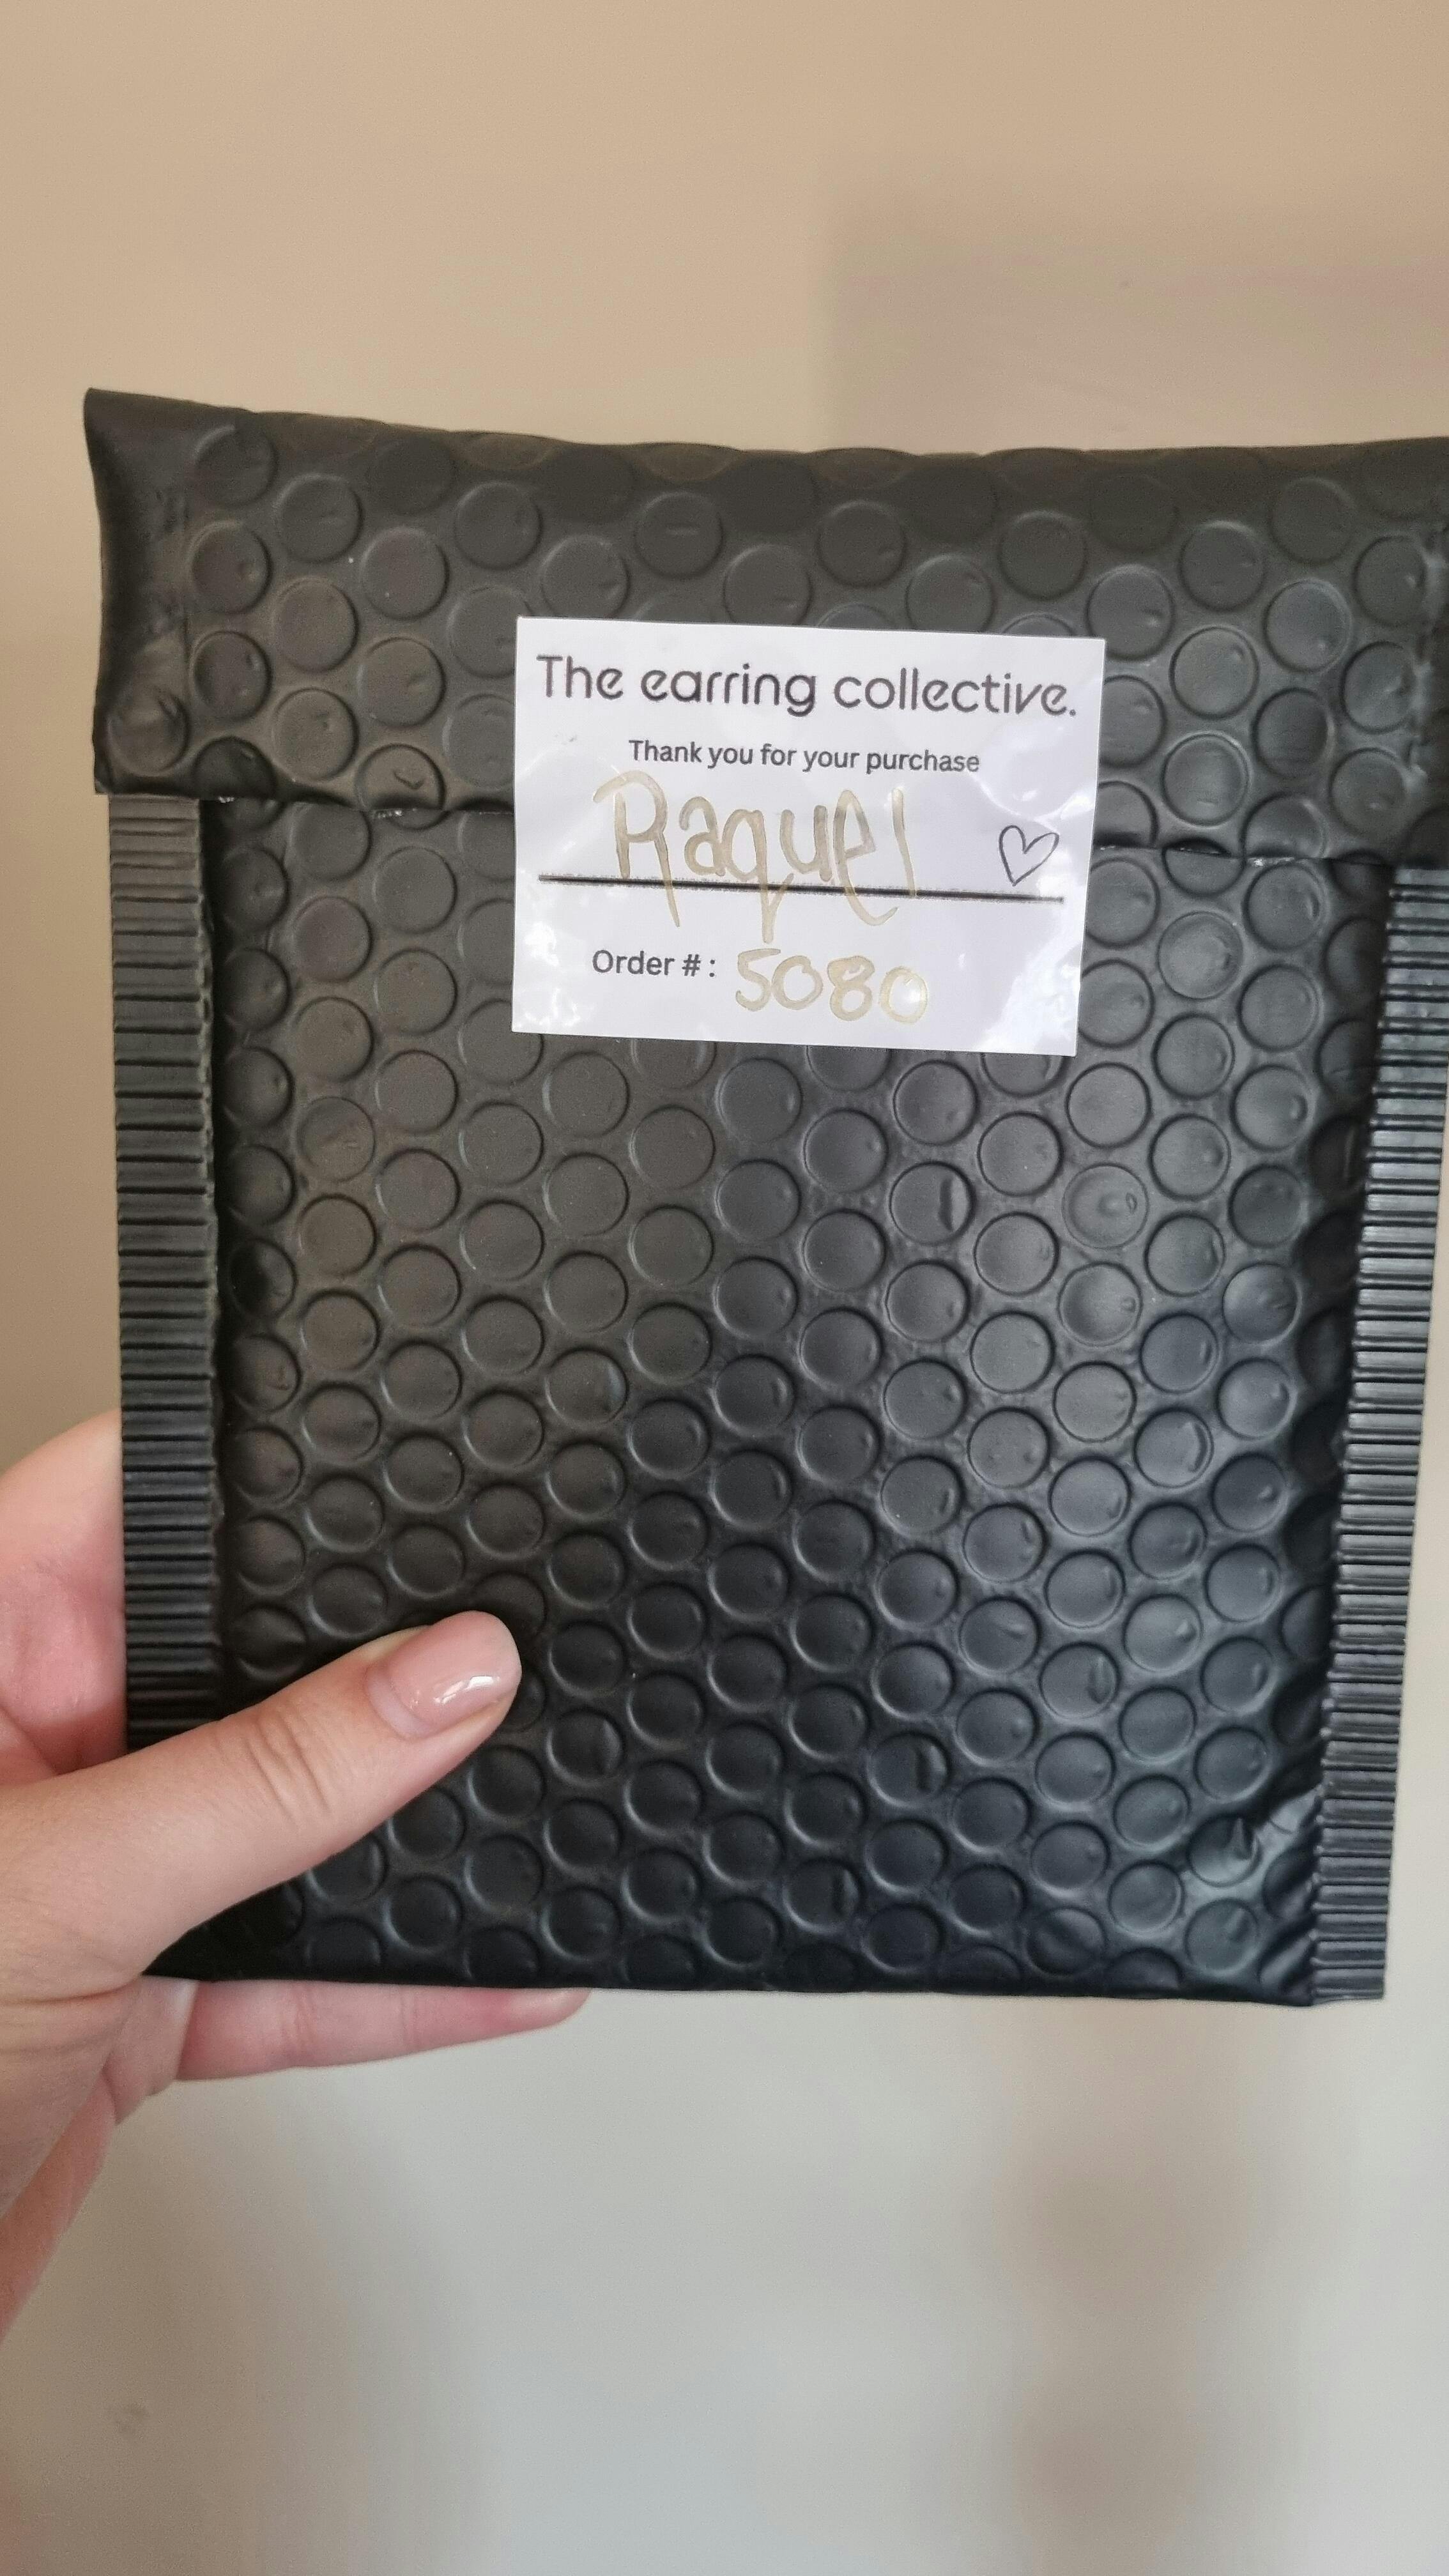 The earring collective.
Thank you for your purchase
Raquel
Order # : 5080